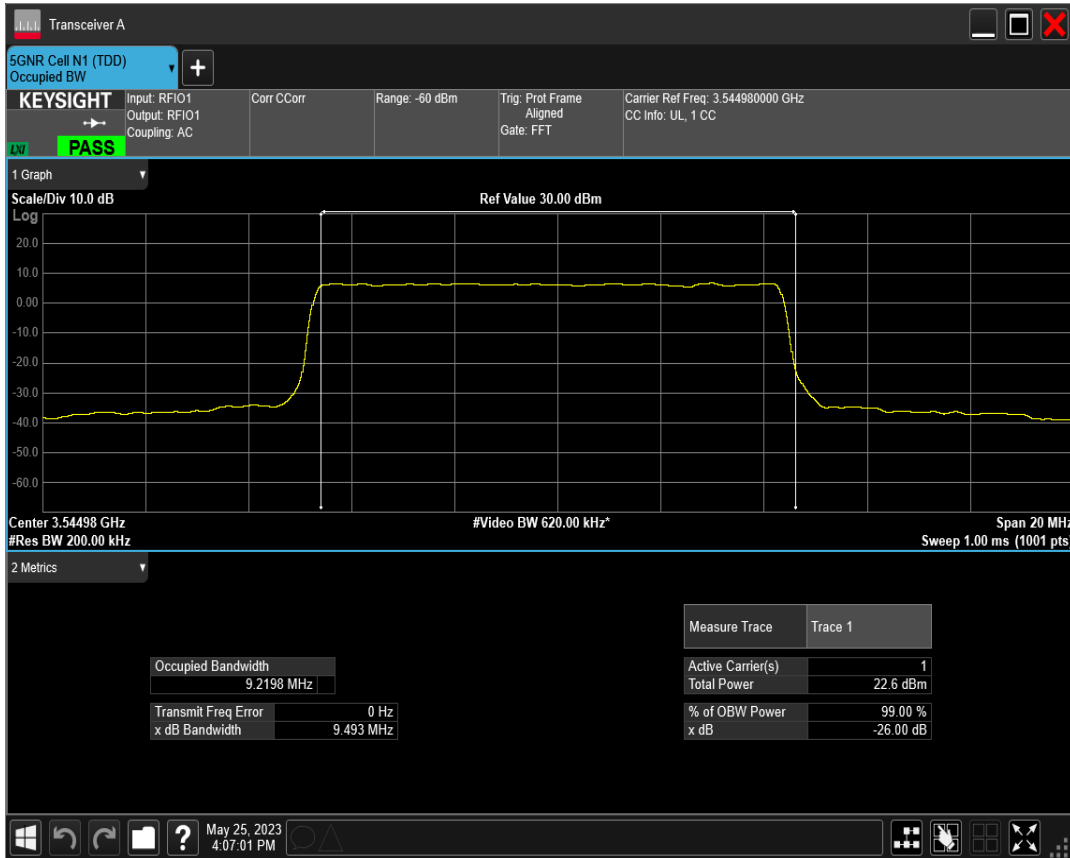 Transceiver A
5GNR Cell N1 (TDD)
Occupied BW
KEYSIGHT
LXI
PASS
Input: RFIO1
Output: RFIO1
Coupling: AC
Corr CCorr
Range: -60 dBm
Trig: Prot Frame
Aligned
Gate: FFT
Carrier Ref Freq: 3.544980000 GHz
CC Info: UL, 1 CC
1 Graph
Scale/Div 10.0 dB
Ref Value 30.00 dBm
Log
20.0
10.0
0.00
-10.0
-20.0
-30.0
-40.0
-50.0
-60.0
Center 3.54498 GHz
#Video BW 620.00 kHz*
Span 20 MHz
#Res BW 200.00 kHz
Sweep 1.00 ms (1001 pts)
2 Metrics
Measure Trace Trace 1
Occupied Bandwidth
9.2198 MHz
Transmit Freq Error 0 Hz
x dB Bandwidth 9.493 MHz
Active Carrier(s) 1
Total Power 22.6 dBm
% of OBW Power 99.00 %
x dB -26.00 dB
?
May 25, 2023
4:07:01 PM